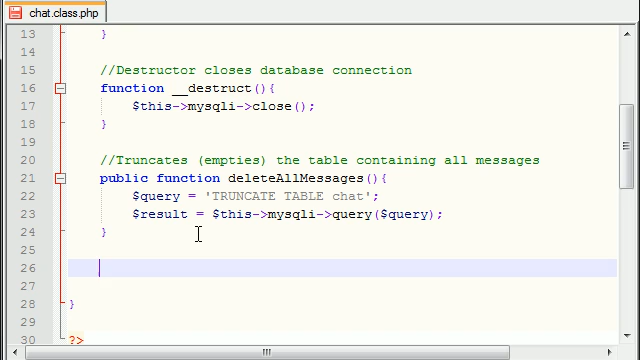 chat.class.php
13 }
14
15 //Destructor closes database connection
16 function __destruct(){
17 $this->mysqli->close();
18 }
19
20 //Truncates (empties) the table containing all messages
21 public function deleteAllMessages(){
22 $query = 'TRUNCATE TABLE chat';
23 $result = $this->mysqli->query($query);
24 }
25
26
27
28 }
29
30 ?>